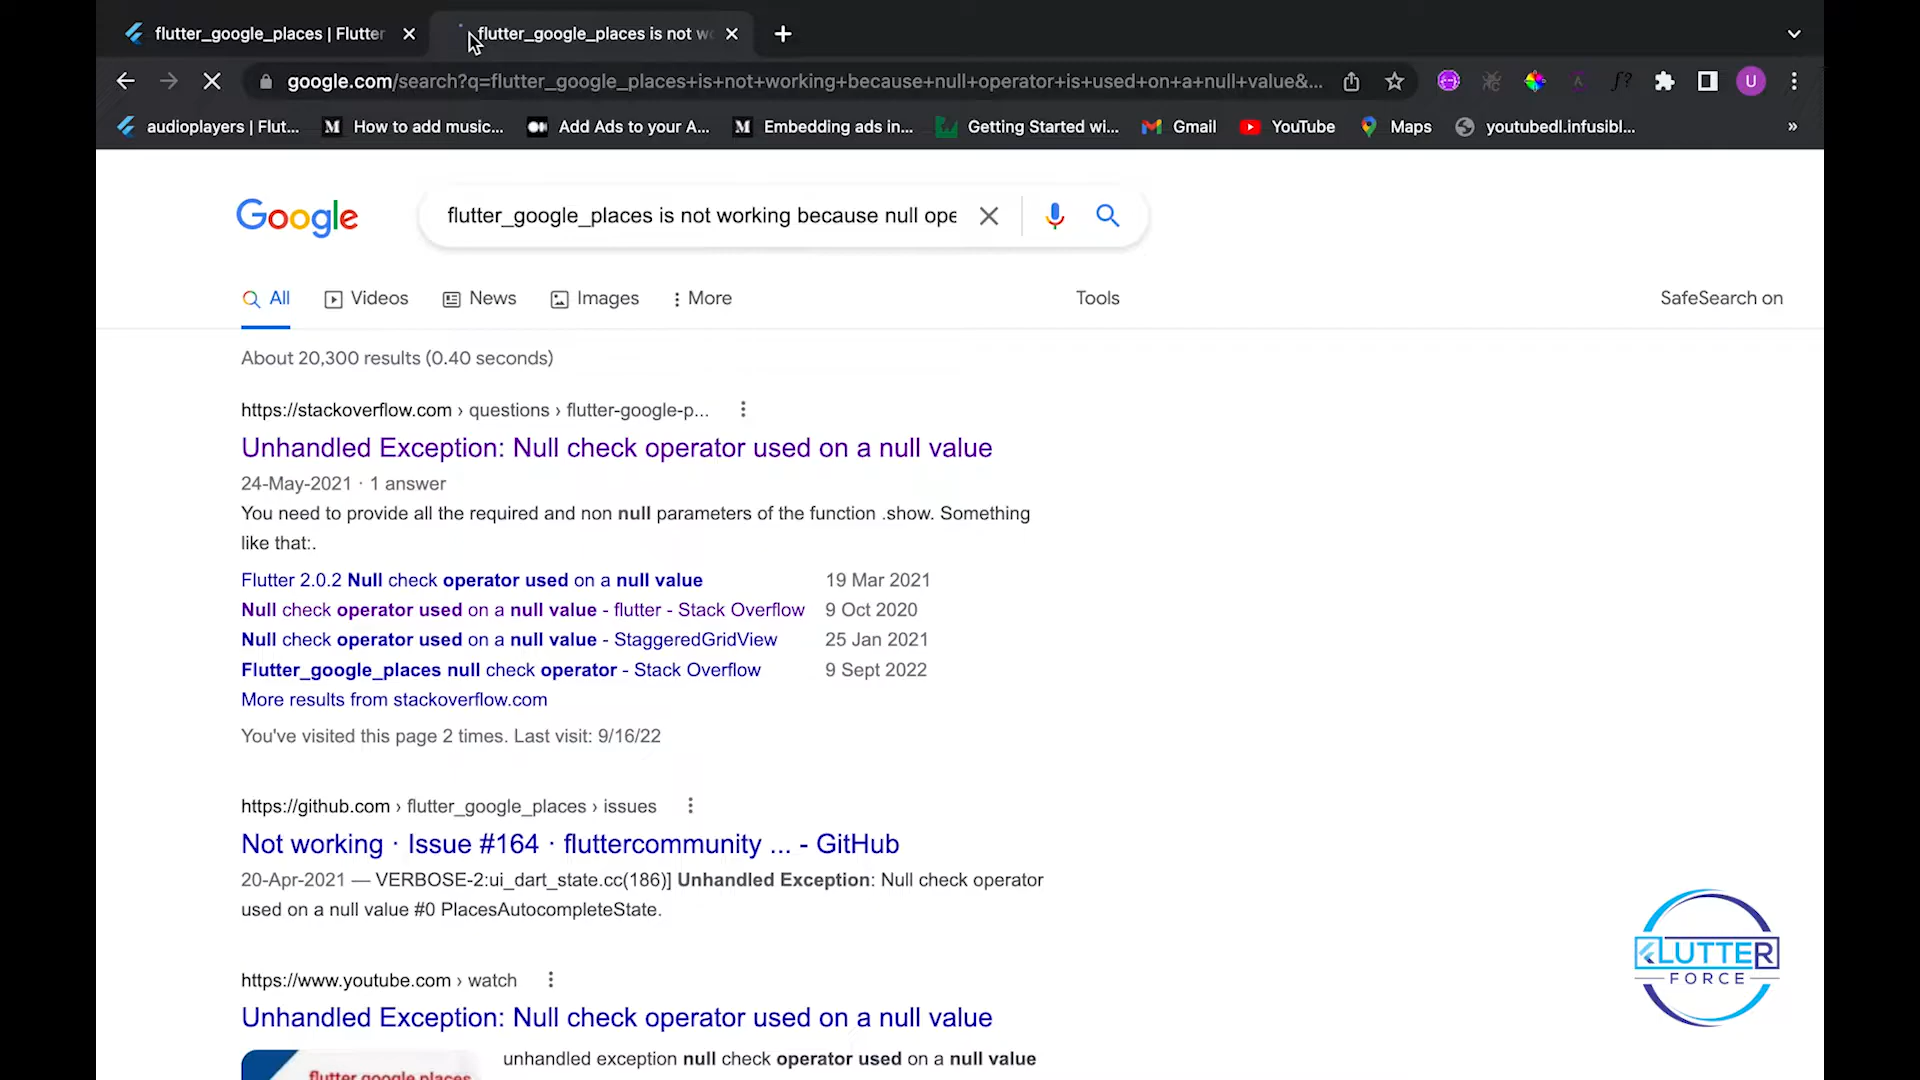 flutter_google_places | Flutter
flutter_google_places is not wo
google.com/search?q=flutter_google_places+is+not+working+because+null+operator+is+used+on+a+null+value&...
U
audioplayers | Flut...
How to add music...
Add Ads to your A...
Embedding ads in...
Getting Started wi...
Gmail
YouTube
Maps
youtubedl.infusibl...
»
Google
flutter_google_places is not working because null ope
All
Videos
News
Images
More
Tools
SafeSearch on
About 20,300 results (0.40 seconds)
https://stackoverflow.com › questions › flutter-google-p...
Unhandled Exception: Null check operator used on a null value
24-May-2021 · 1 answer
You need to provide all the required and non null parameters of the function .show. Something
like that:.
Flutter 2.0.2 Null check operator used on a null value 19 Mar 2021
Null check operator used on a null value - flutter - Stack Overflow 9 Oct 2020
Null check operator used on a null value - StaggeredGridView 25 Jan 2021
Flutter_google_places null check operator - Stack Overflow 9 Sept 2022
More results from stackoverflow.com
You've visited this page 2 times. Last visit: 9/16/22
https://github.com › flutter_google_places › issues
Not working · Issue #164 · fluttercommunity ... - GitHub
20-Apr-2021 — VERBOSE-2:ui_dart_state.cc(186)] Unhandled Exception: Null check operator
used on a null value #0 PlacesAutocompleteState.
https://www.youtube.com › watch
Unhandled Exception: Null check operator used on a null value
unhandled exception null check operator used on a null value
flutter google places
FLUTTER
FORCE